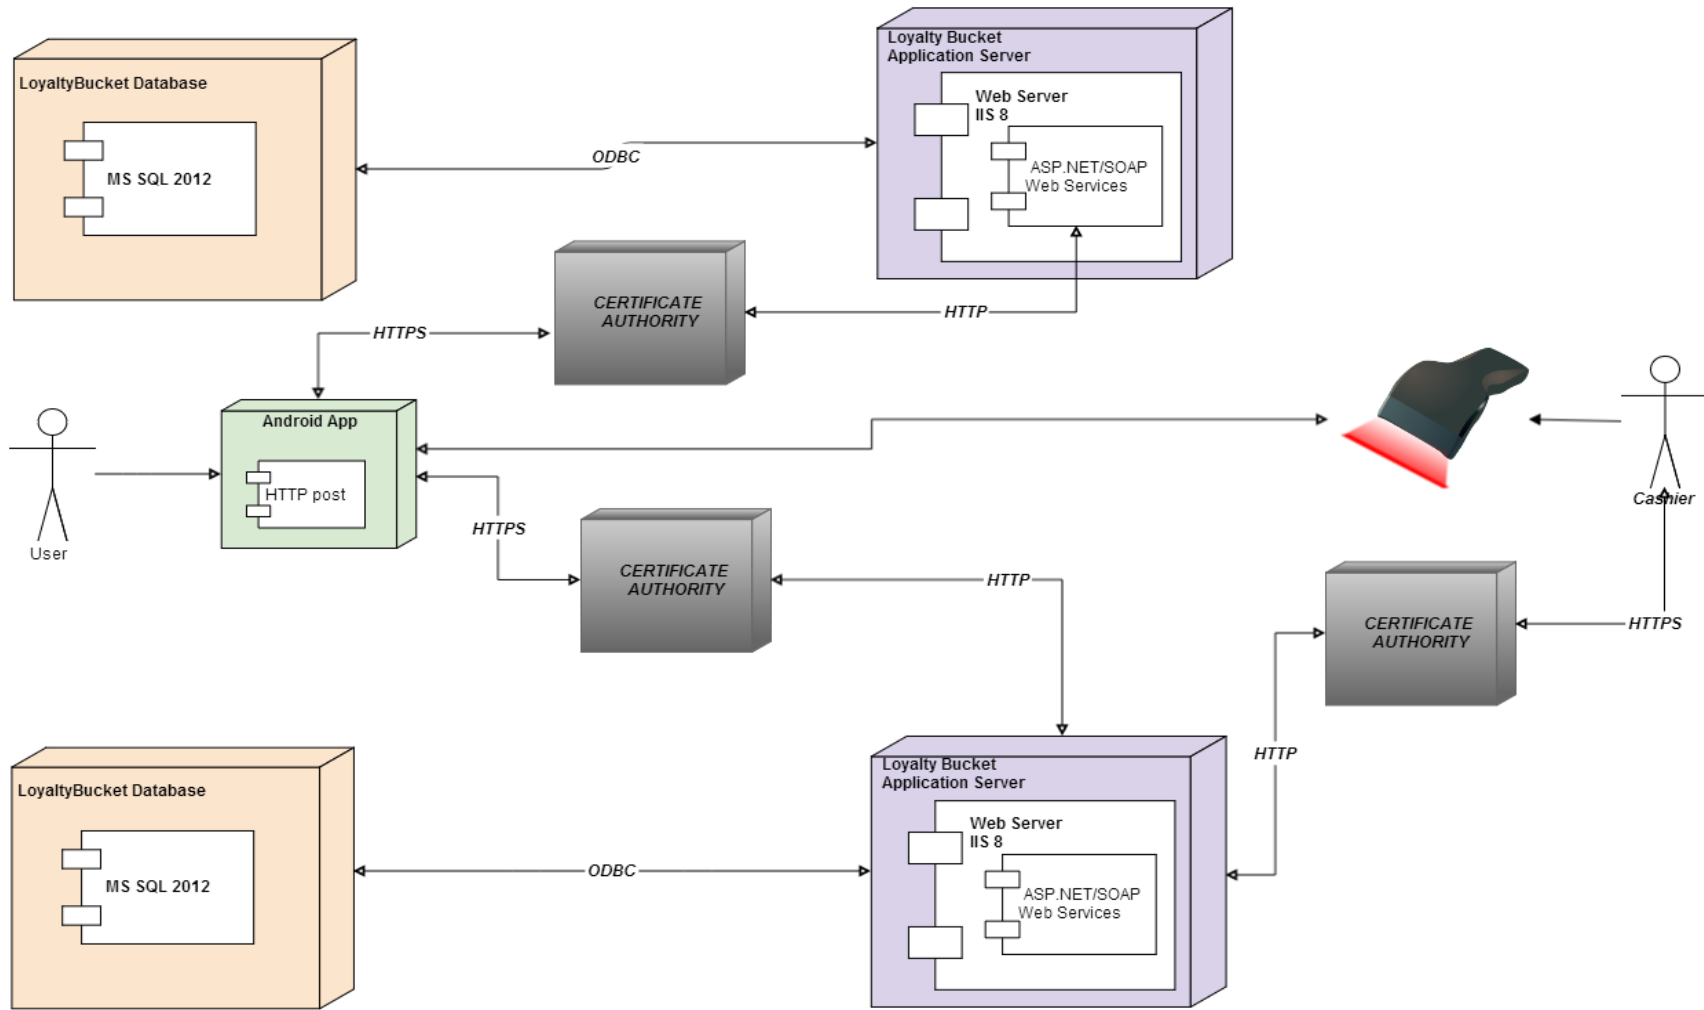 Loyalty Bucket
Application Server
LoyaltyBucket Database
Web Server
IIS 8
ODBC
ASP.NET/SOAP
Web Services
MS SQL 2012
CERTIFICATE
AUTHORITY
HTTP
HTTPS
Android App
HTTP post
User
Cashier
HTTPS
CERTIFICATE
AUTHORITY
HTTP
CERTIFICATE
AUTHORITY
HTTPS
HTTP
Loyalty Bucket
Application Server
LoyaltyBucket Database
Web Server
IIS 8
ODBC
MS SQL 2012
ASP.NET/SOAP
Web Services